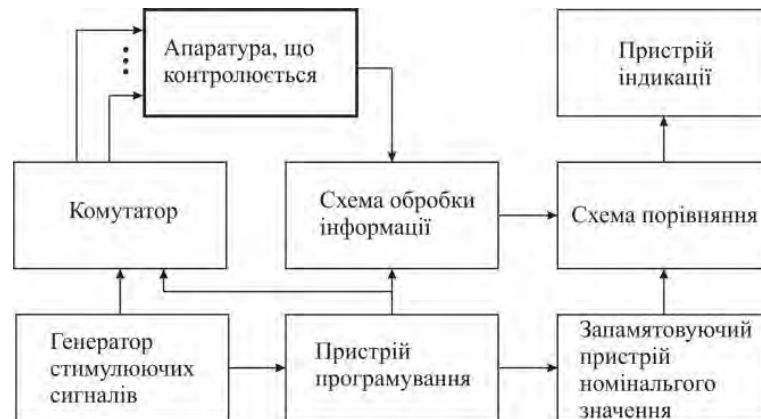 Апаратура, що
контролюється
Пристрій
індикації
Комутатор
Схема обробки
інформації
Схема порівняння
Генератор
стимулюючих
сигналів
Пристрій
програмування
Запамятовуючий
пристрій
номінальго
значення